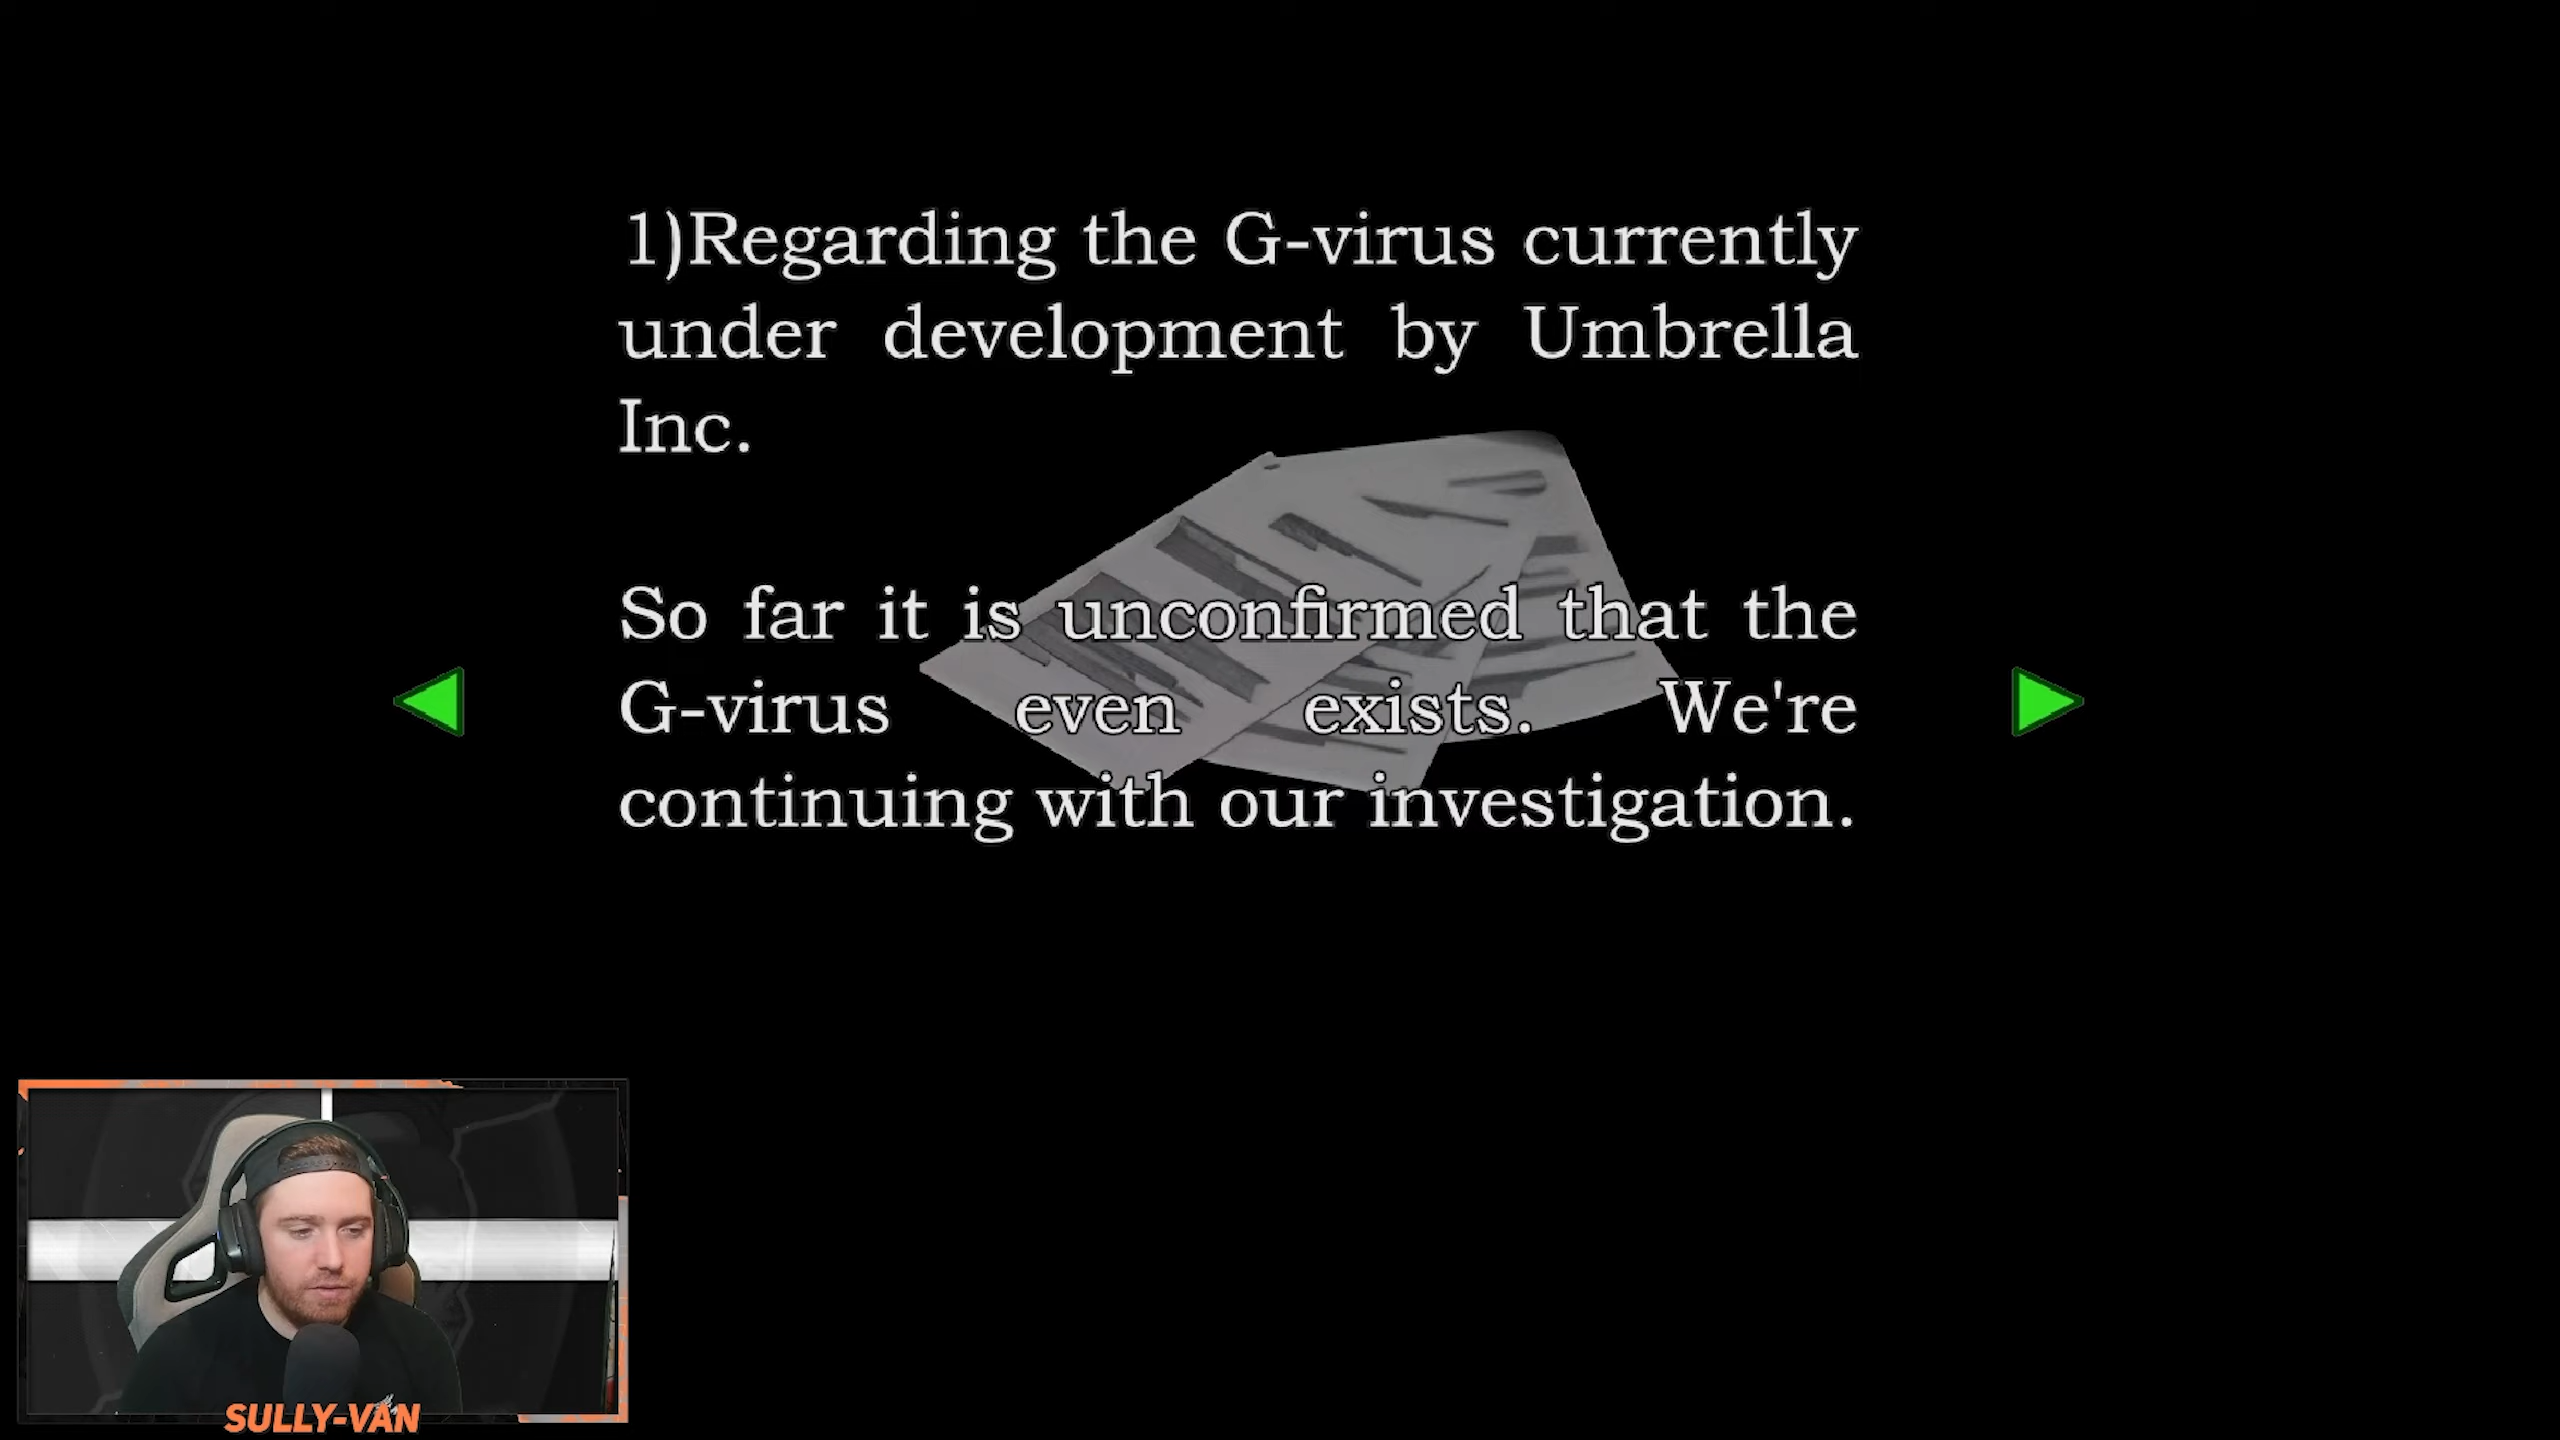 1)Regarding the G-virus currently
under development by Umbrella
Inc.
So far it is unconfirmed that the
G-virus even exists. We're
continuing with our investigation.
SULLY-VAN